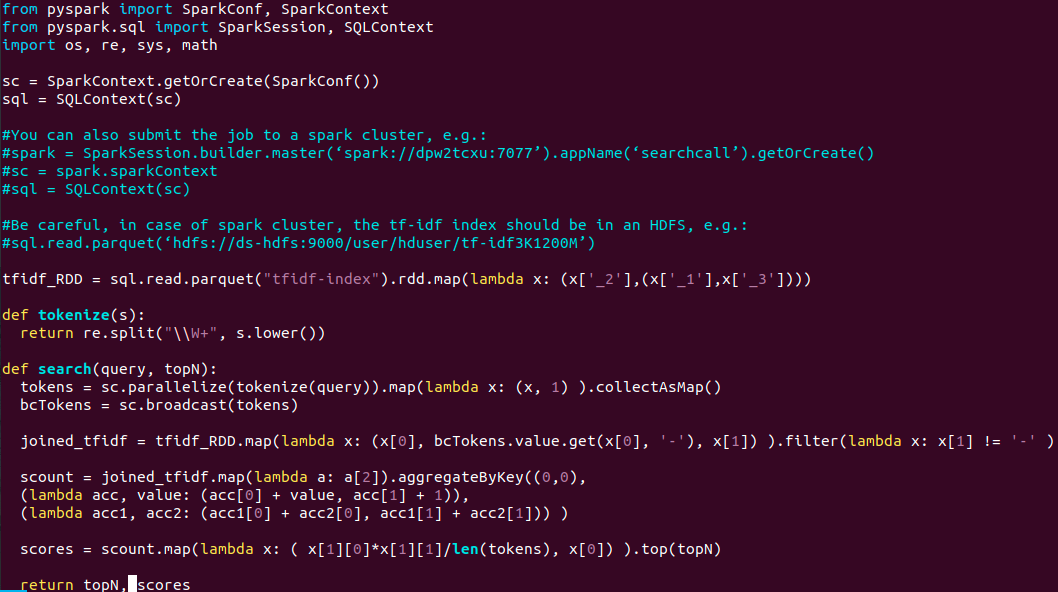 from pyspark import SparkConf, SparkContext
from pyspark.sql import SparkSession, SQLContext
import os, re, sys, math

sc = SparkContext.getOrCreate(SparkConf())
sql = SQLContext(sc)

#You can also submit the job to a spark cluster, e.g.:
#spark = SparkSession.builder.master(‘spark://dpw2tcxu:7077’).appName(‘searchcall’).getOrCreate()
#sc = spark.sparkContext
#sql = SQLContext(sc)

#Be careful, in case of spark cluster, the tf-idf index should be in an HDFS, e.g.:
#sql.read.parquet(‘hdfs://ds-hdfs:9000/user/hduser/tf-idf3K1200M’)

tfidf_RDD = sql.read.parquet("tfidf-index").rdd.map(lambda x: (x['_2'],(x['_1'],x['_3'])))

def tokenize(s):
  return re.split("\\W+", s.lower())

def search(query, topN):
  tokens = sc.parallelize(tokenize(query)).map(lambda x: (x, 1) ).collectAsMap()
  bcTokens = sc.broadcast(tokens)

  joined_tfidf = tfidf_RDD.map(lambda x: (x[0], bcTokens.value.get(x[0], '-'), x[1]) ).filter(lambda x: x[1] != '-' )

  scount = joined_tfidf.map(lambda a: a[2]).aggregateByKey((0,0),
  (lambda acc, value: (acc[0] + value, acc[1] + 1)),
  (lambda acc1, acc2: (acc1[0] + acc2[0], acc1[1] + acc2[1])) )

  scores = scount.map(lambda x: ( x[1][0]*x[1][1]/len(tokens), x[0]) ).top(topN)

  return topN, scores